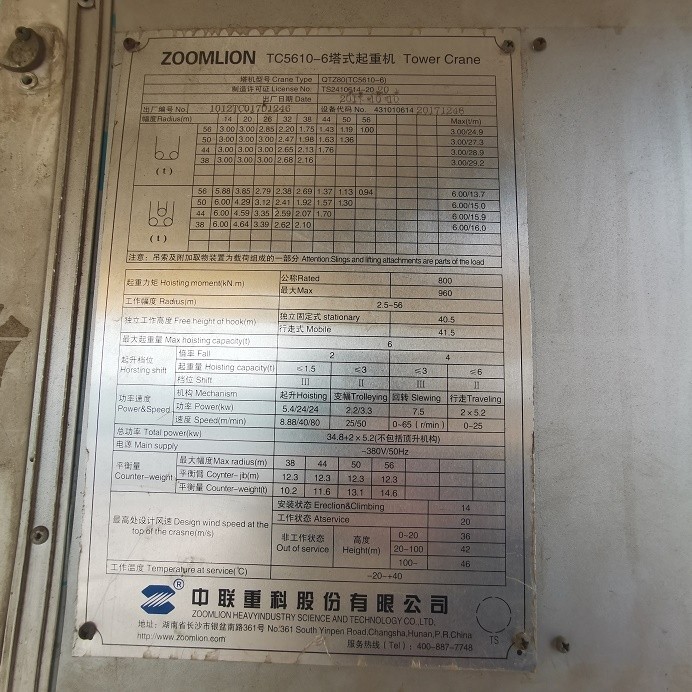 ZOOMLION TC5610-6塔式起重机 Tower Crane
塔机型号 Crane Type QTZ80(TC5610-6)
制造许可证 License No: TS2410614-2020
出厂日期 Date 2017.10.10
出厂编号 No. 1012TC0171246 设备代码 No. 431010614 20171246
幅度Radius(m) 14 20 26 32 38 44 50 56 Max(t/m)
56 3.00 3.00 2.85 2.20 1.75 1.43 1.19 1.00 3.00/24.9
50 3.00 3.00 3.00 2.47 1.98 1.63 1.36 3.00/27.3
44 3.00 3.00 3.00 2.65 2.13 1.76 3.00/28.9
38 3.00 3.00 3.00 2.68 2.16 3.00/29.2
(t)
56 5.88 3.85 2.79 2.38 2.69 1.37 1.13 0.94 6.00/13.7
50 6.00 4.29 3.12 2.41 1.92 1.57 1.30 6.00/15.0
44 6.00 4.59 3.35 2.59 2.07 1.70 6.00/15.9
38 6.00 4.64 3.39 2.62 2.10 6.00/16.0
(t)
注意：吊索及附加取物装置为载荷组成的一部分 Attention Slings and lifting attachments are parts of the load
起重力矩 Hoisting moment(kN.m) 公称Rated 800
最大Max 960
工作幅度 Radius(m) 2.5-56
独立工作高度 Free height of hook(m) 独立固定式 stationary 40.5
行走式 Mobile 41.5
最大起重量 Max hoisting capacity(t) 6
起升档位 Horsting shift 倍率 Fall 2 4
起重量 Hoisting capacity(t) ≤1.5 ≤3 ≤3 ≤6
档位 Shift III II III II
功率速度 Power&Speed 机构 Mechanism 起升Hoisting 变幅Trolleying 回转 Slewing 行走Traveling
功率 Power(kw) 5.4/24/24 2.2/3.3 7.5 2×5.2
速度 Speed(m/min) 8.88/40/80 25/50 0-65 (r/min) 0-25
总功率 Total power(kw) 34.8+2×5.2(不包括顶升机构)
电源 Main supply ~380V/50Hz
平衡重 Counter-weight 最大幅度Max radius(m) 38 44 50 56
平衡臂 Counter-jib(m) 12.3 12.3 12.3 12.3
平衡重 Counter-weight(t) 10.2 11.6 13.1 14.6
最高处设计风速 Design wind speed at the top of the crasne(m/s) 安装状态 Erection&Climbing 14
工作状态 Atservice 20
非工作状态 Out of service 高度 Height(m) 0-20 36
20-100 42
100- 46
工作温度 Temperature at service(℃) -20-+40
® 中联重科股份有限公司
ZOOMLION HEAVYINDUSTRY SCIENCE AND TECHNOLOGY CO.,LTD.
地址：湖南省长沙市银盆南路361号 No:361 South Yinpen Road,Changsha,Hunan,P.R.China
http://www.zoomlion.com 服务热线（Tel）: 400-887-7748
TS